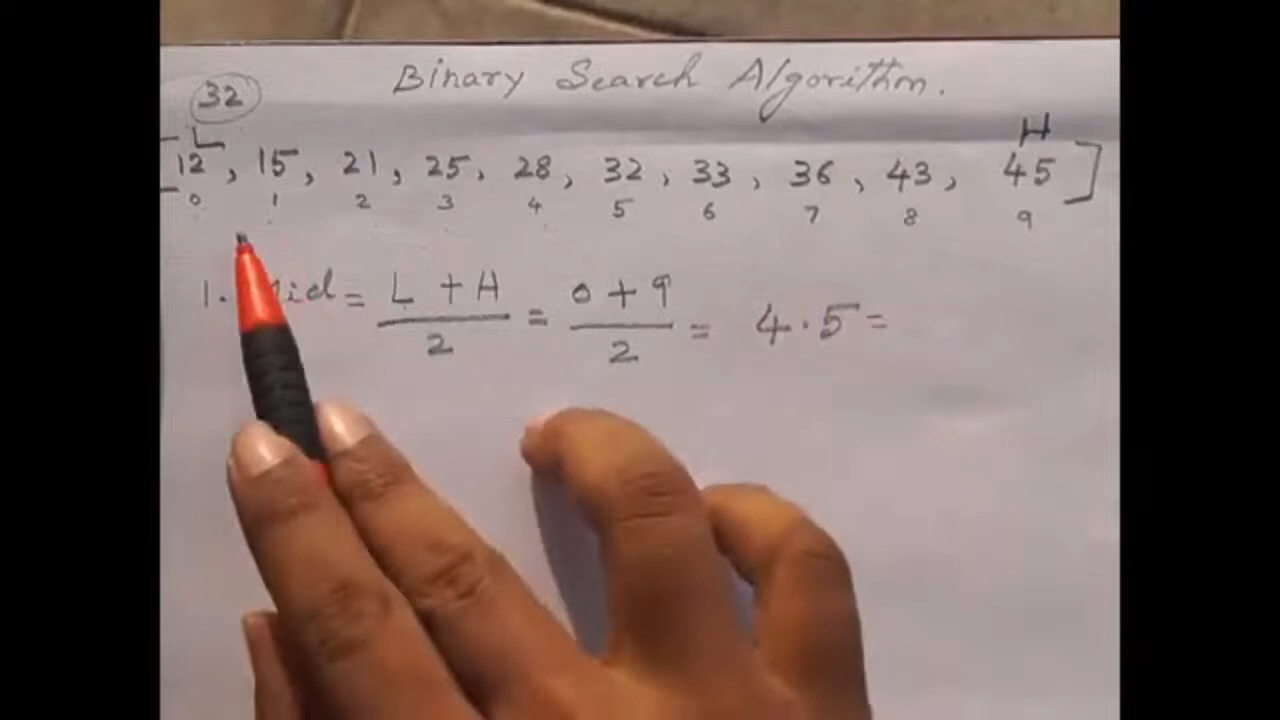 Binary Search Algorithm.
32
L H
[12, 15, 21, 25, 28, 32, 33, 36, 43, 45]
0 1 2 3 4 5 6 7 8 9
1. Mid = L + H / 2 = 0 + 9 / 2 = 4.5 =